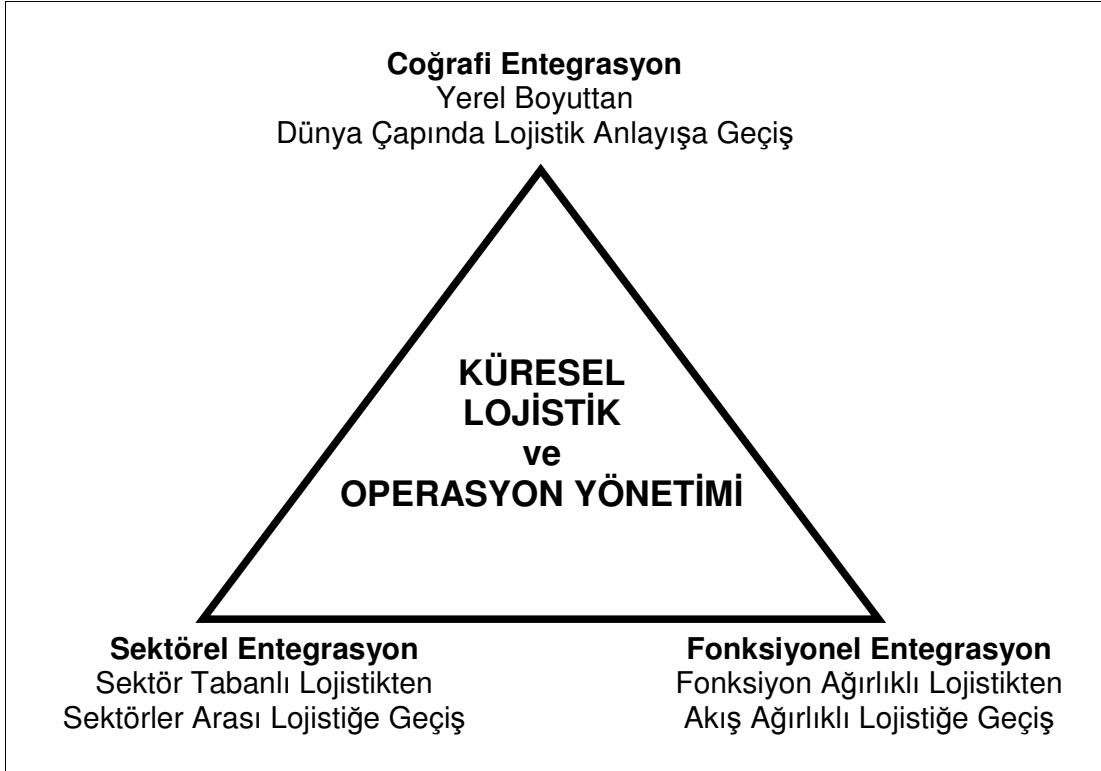 Coğrafi Entegrasyon
Yerel Boyuttan
Dünya Çapında Lojistik Anlayışa Geçiş
KÜRESEL
LOJİSTİK
ve
OPERASYON YÖNETİMİ
Sektörel Entegrasyon
Sektör Tabanlı Lojistikten
Sektörler Arası Lojistiğe Geçiş
Fonksiyonel Entegrasyon
Fonksiyon Ağırlıklı Lojistikten
Akış Ağırlıklı Lojistiğe Geçiş